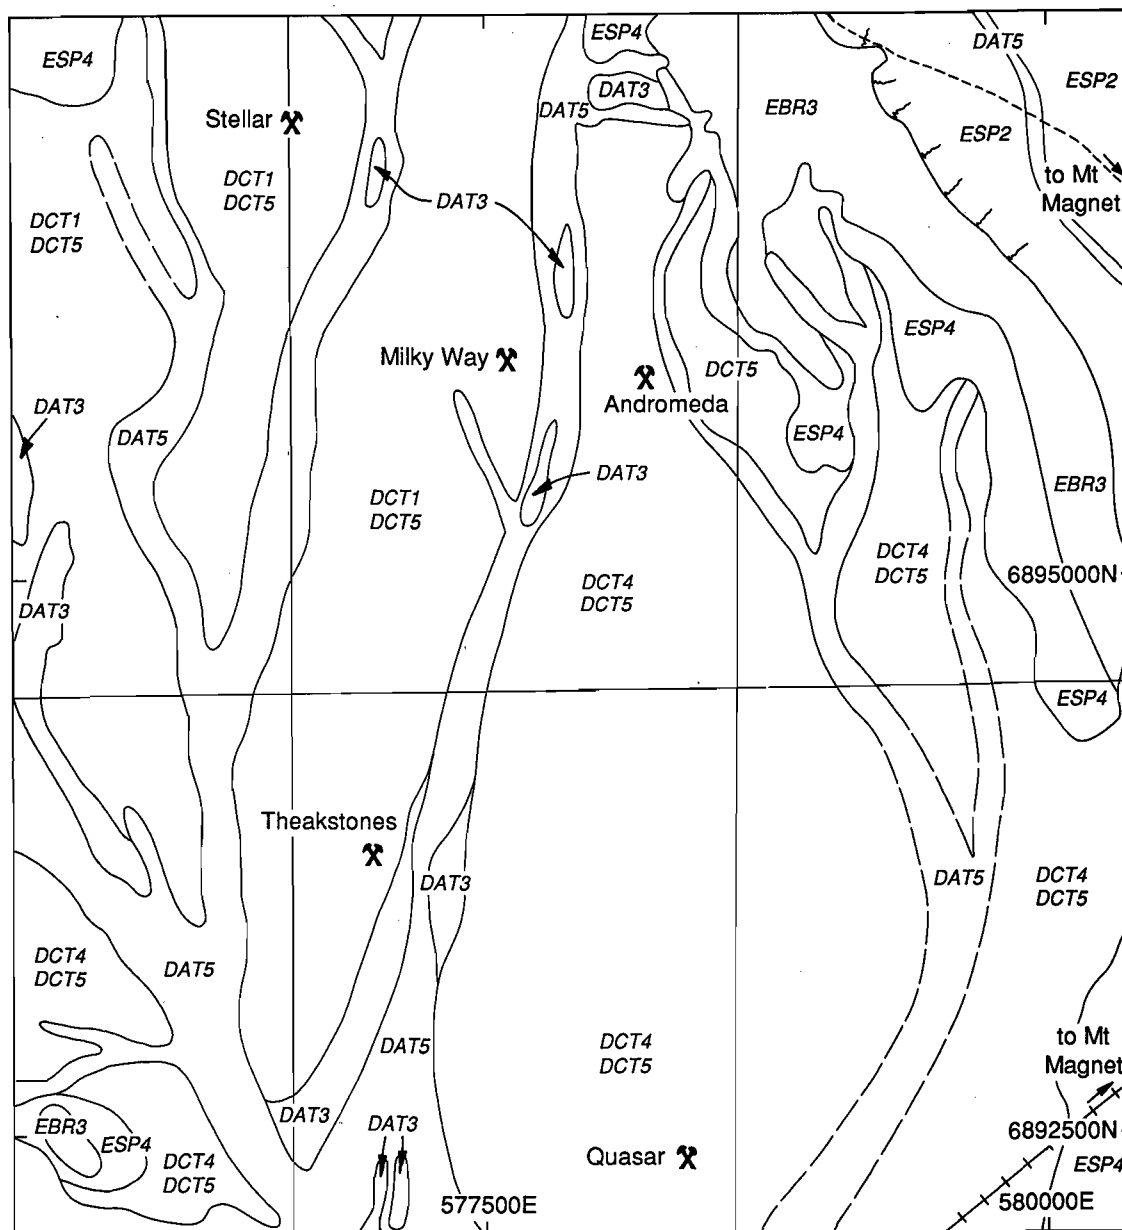 ESP4
DAT5
ESP4
ESP2
DAT3
DAT5
EBR3
Stellar
ESP2
to Mt
Magnet
DCT1
DCT5
DAT3
DCT1
DCT5
ESP4
Milky Way
DCT5
Andromeda
DAT3
DAT5
ESP4
DAT3
EBR3
DCT1
DCT5
DCT4
DCT5
6895000N
DCT4
DCT5
DAT3
ESP4
Theakstones
DAT3
DAT5
DCT4
DCT5
DCT4
DCT5
DAT5
DAT5
DCT4
DCT5
to Mt
Magnet
DAT3
DAT3
EBR3
ESP4
6892500N
DCT4
DCT5
Quasar
ESP4
577500E
580000E